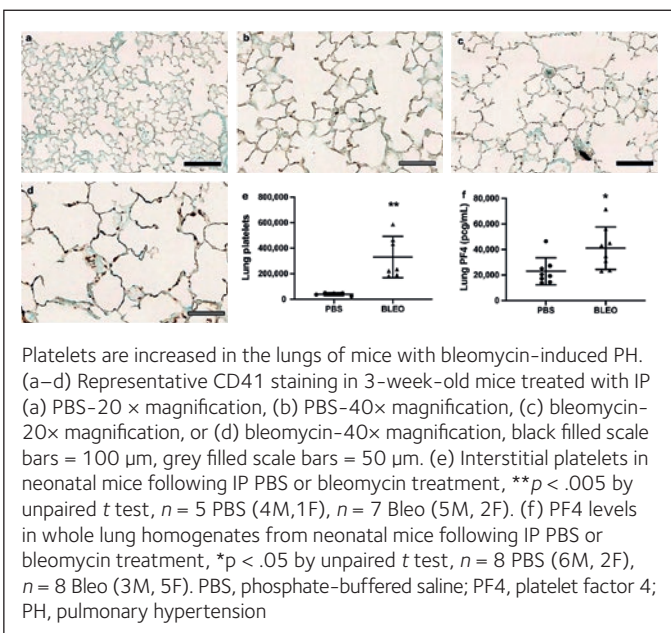 a
b
c
d
e
800,000
600,000
400,000
200,000
0
Lung platelets
**
PBS
BLEO
f
80,000
60,000
40,000
20,000
0
Lung PF4 (pcg/mL)
*
PBS
BLEO
Platelets are increased in the lungs of mice with bleomycin-induced PH.
(a–d) Representative CD41 staining in 3-week-old mice treated with IP
(a) PBS-20 × magnification, (b) PBS-40× magnification, (c) bleomycin-
20× magnification, or (d) bleomycin-40× magnification, black filled scale
bars = 100 μm, grey filled scale bars = 50 μm. (e) Interstitial platelets in
neonatal mice following IP PBS or bleomycin treatment, **p < .005 by
unpaired t test, n = 5 PBS (4M,1F), n = 7 Bleo (5M, 2F). (f) PF4 levels
in whole lung homogenates from neonatal mice following IP PBS or
bleomycin treatment, *p < .05 by unpaired t test, n = 8 PBS (6M, 2F),
n = 8 Bleo (3M, 5F). PBS, phosphate-buffered saline; PF4, platelet factor 4;
PH, pulmonary hypertension